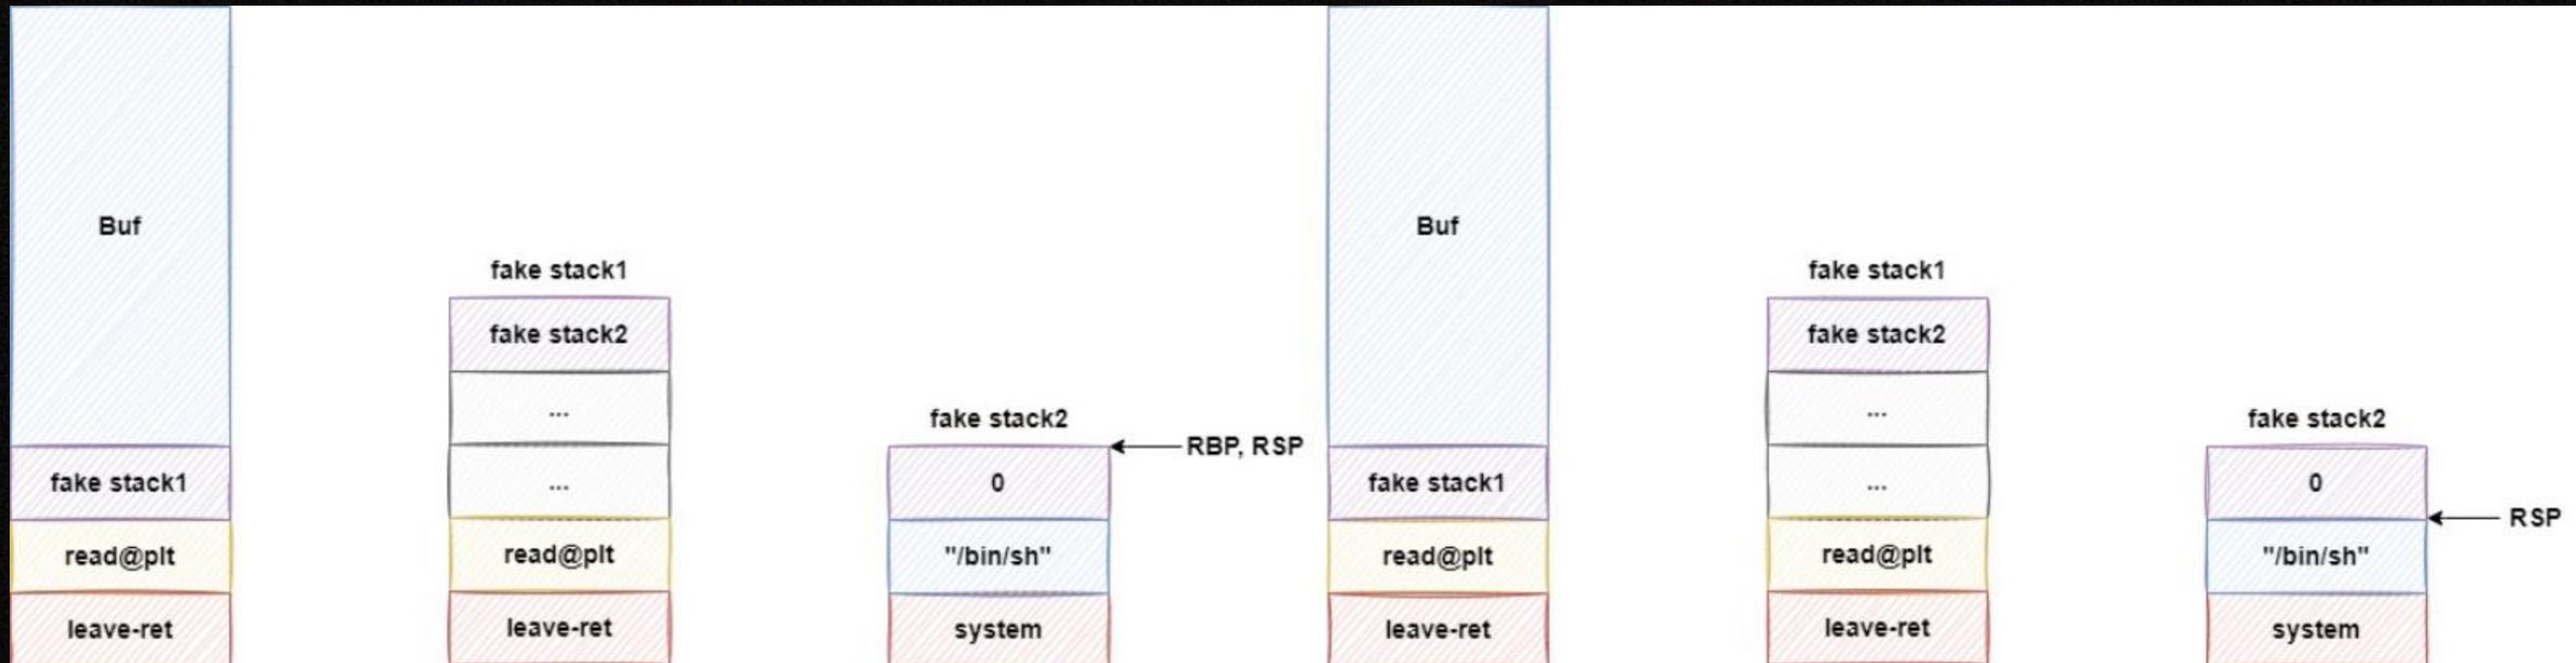 Buf
fake stack1
read@plt
leave-ret
fake stack1
fake stack2
...
...
read@plt
leave-ret
fake stack2
RBP, RSP
0
"/bin/sh"
system
Buf
fake stack1
read@plt
leave-ret
fake stack1
fake stack2
...
...
read@plt
leave-ret
fake stack2
0
RSP
"/bin/sh"
system